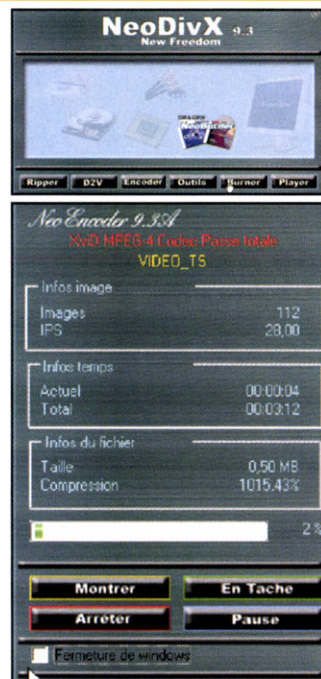 NeoDivX 9.3
New Freedom
NeoBurner
Ripper D2V Encoder Outils Burner Player
Neo Encoder 9.3A
XviD MPEG-4 Codec Passe totale
VIDEO_TS
Infos image
Images 112
IPS 28,00
Infos temps
Actuel 00:00:04
Total 00:03:12
Infos du fichier
Taille 0,50 MB
Compression 1015.43%
2 %
Montrer En Tache
Arrêter Pause
Fermeture de windows